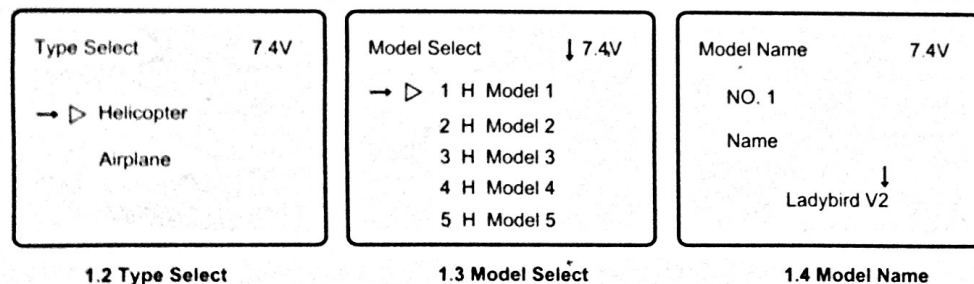 Type Select 7.4V
→ ▷ Helicopter
Airplane
1.2 Type Select
Model Select ↓ 7.4V
→ ▷ 1 H Model 1
2 H Model 2
3 H Model 3
4 H Model 4
5 H Model 5
1.3 Model Select
Model Name 7.4V
NO. 1
Name
↓
Ladybird V2
1.4 Model Name